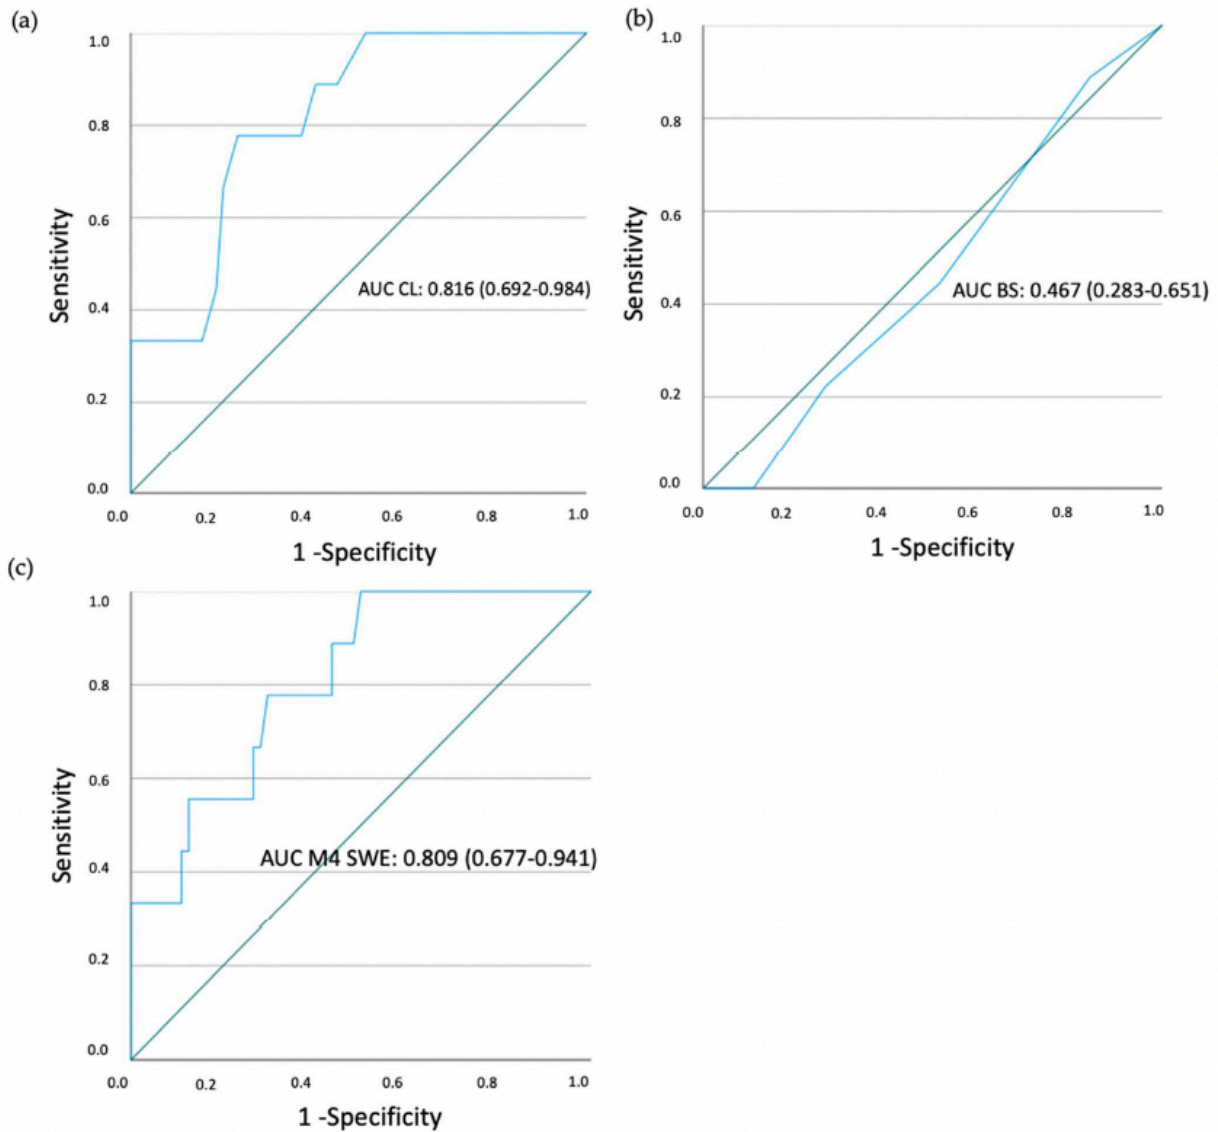 (a)
1.0
0.8
0.6
0.4
0.2
0.0
Sensitivity
AUC CL: 0.816 (0.692-0.984)
0.0 0.2 0.4 0.6 0.8 1.0
1 -Specificity
(b)
1.0
0.8
0.6
0.4
0.2
0.0
Sensitivity
AUC BS: 0.467 (0.283-0.651)
0.0 0.2 0.4 0.6 0.8 1.0
1 -Specificity
(c)
1.0
0.8
0.6
0.4
0.2
0.0
Sensitivity
AUC M4 SWE: 0.809 (0.677-0.941)
0.0 0.2 0.4 0.6 0.8 1.0
1 -Specificity